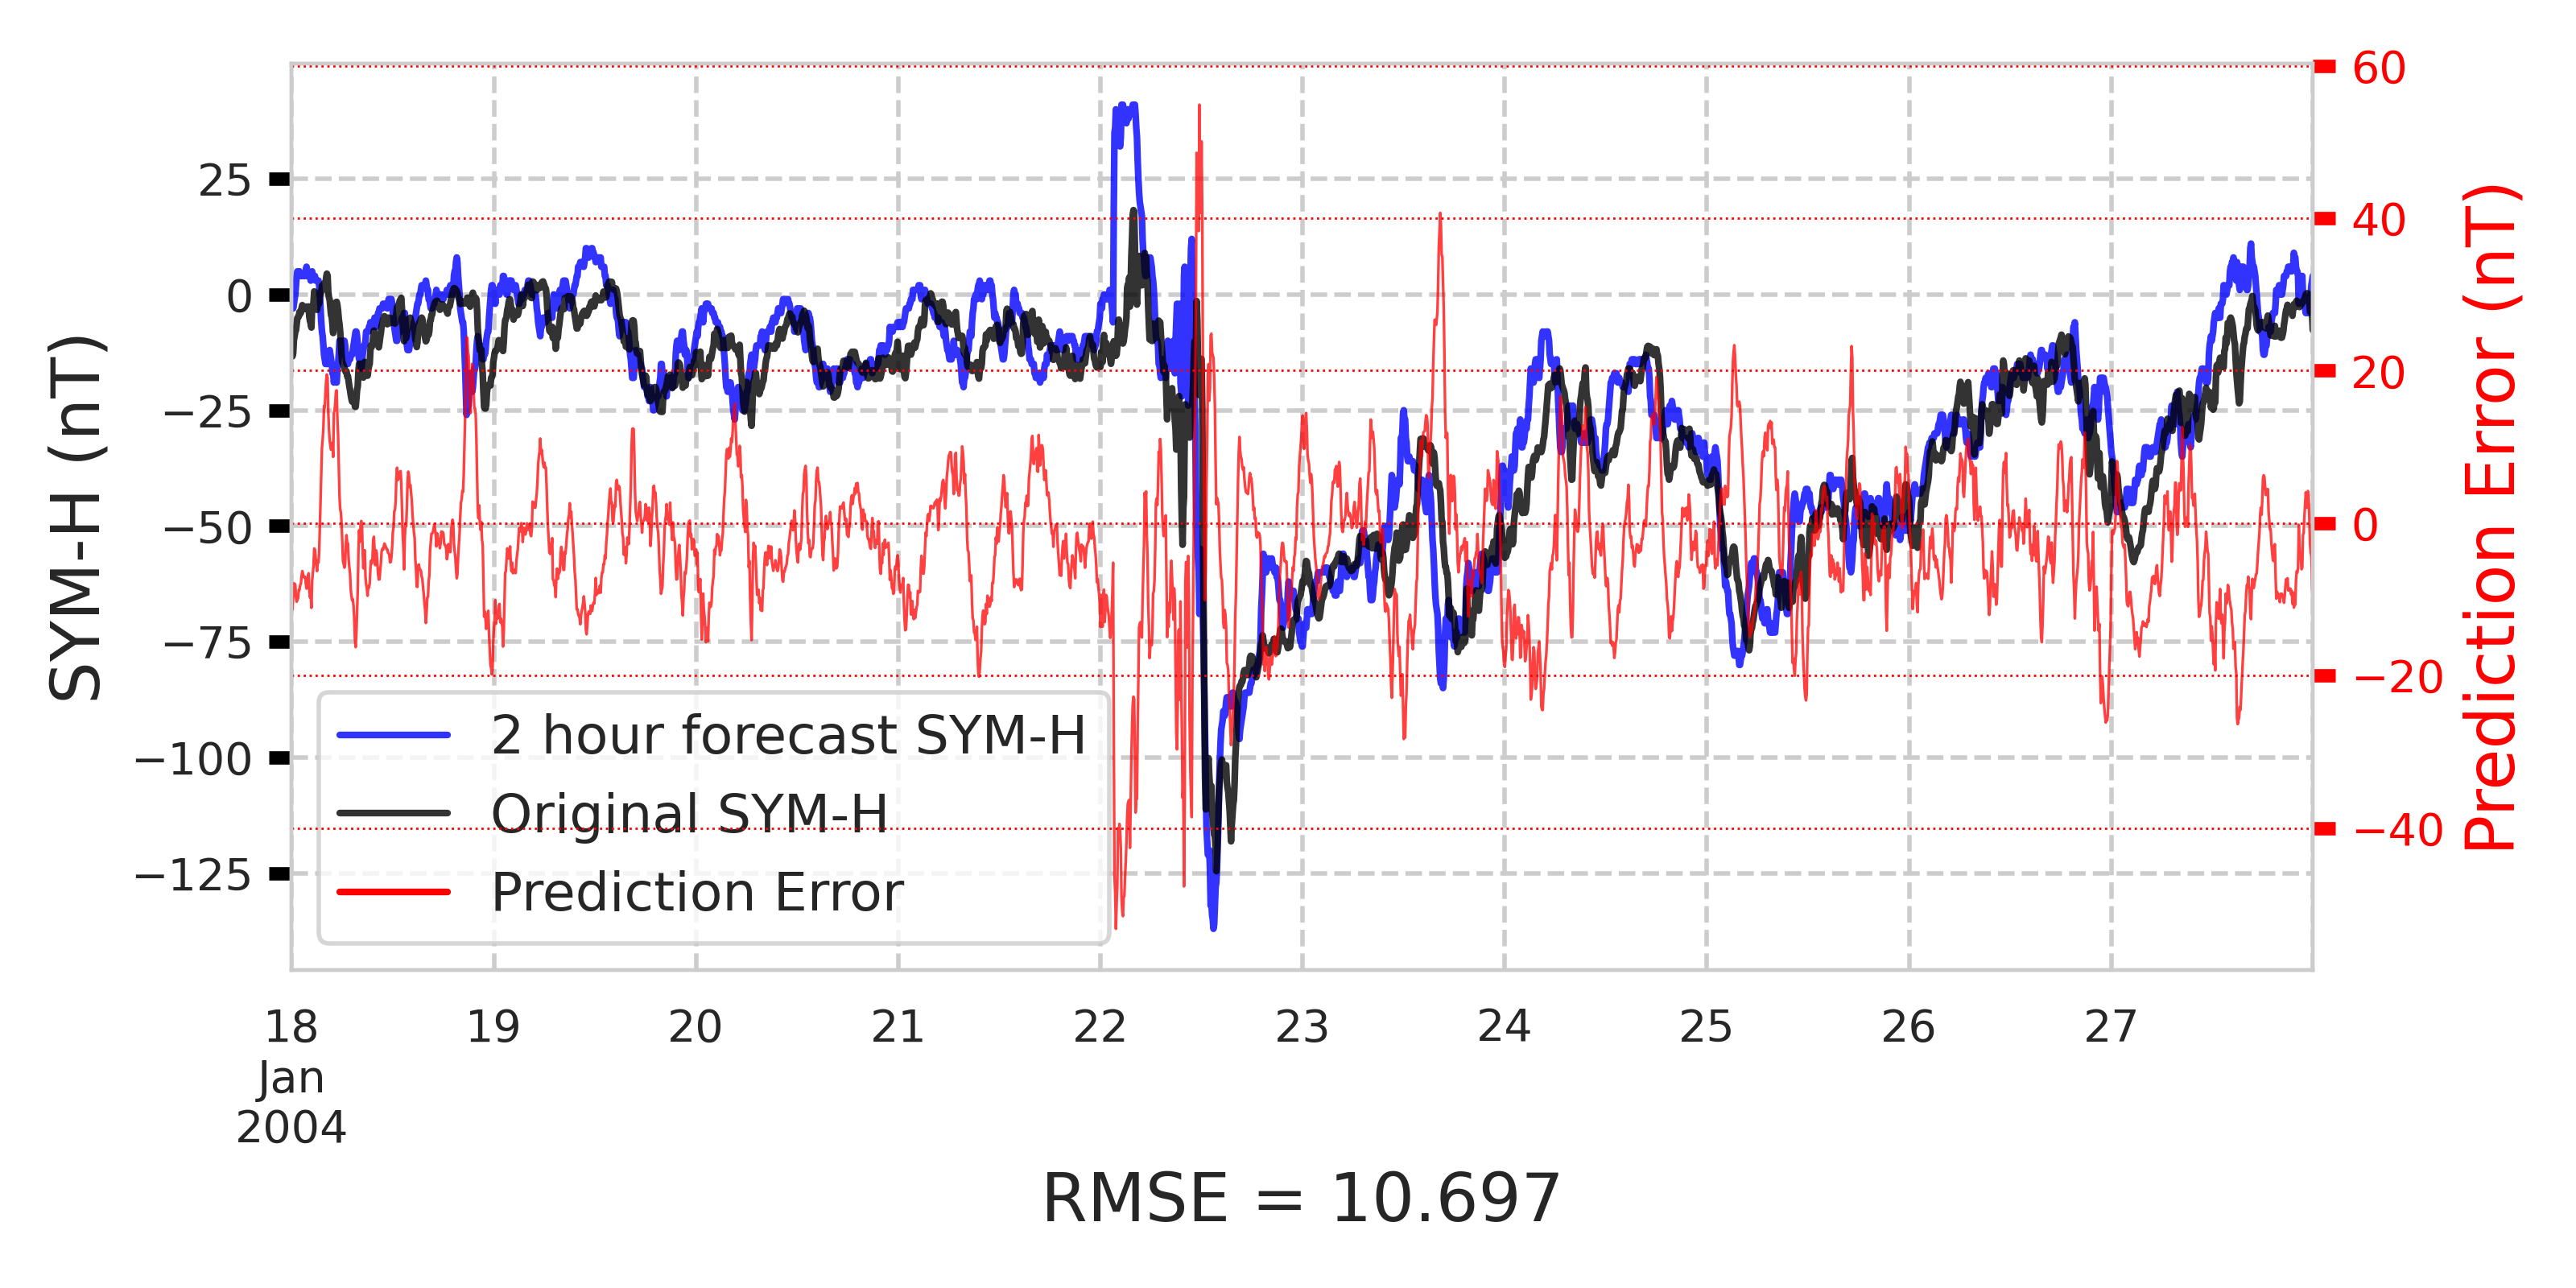 SYM-H (nT)
25
0
−25
−50
−75
−100
−125
60
40
20
0
−20
−40
Prediction Error (nT)
2 hour forecast SYM-H
Original SYM-H
Prediction Error
18 19 20 21 22 23 24 25 26 27
Jan
2004
RMSE = 10.697